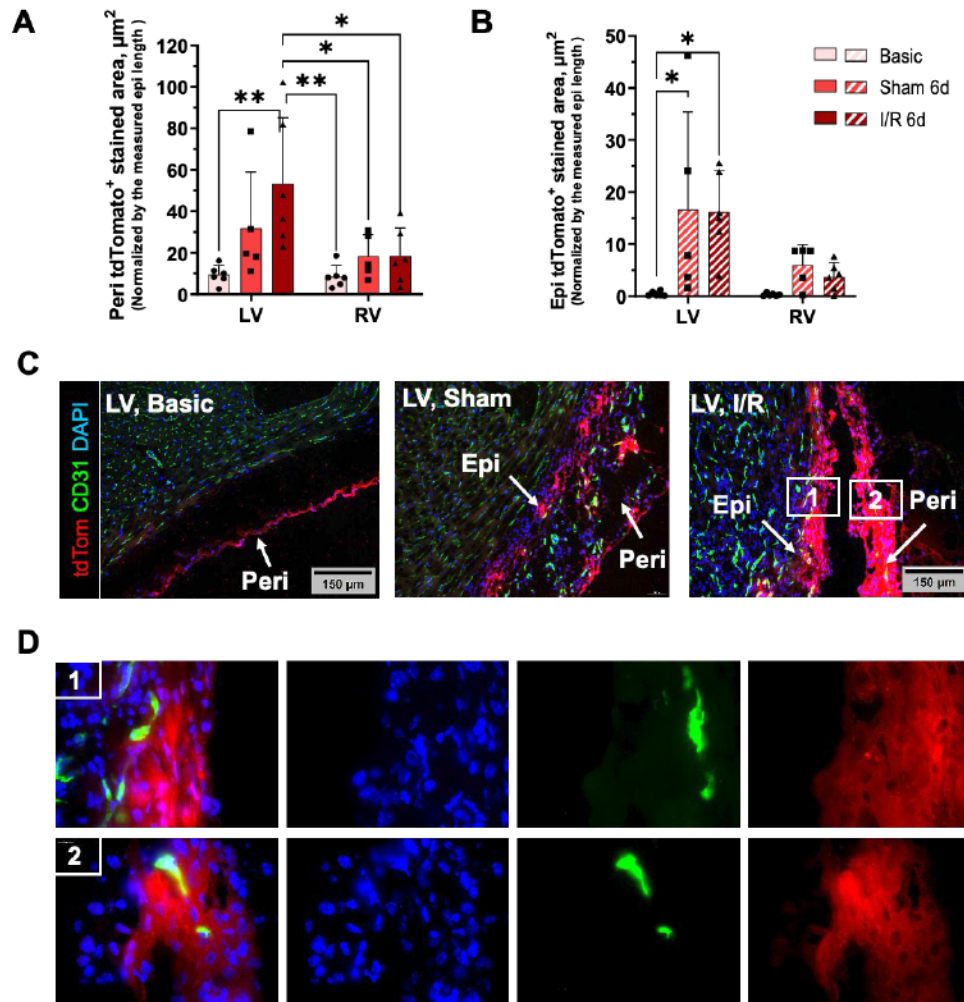 A
Peri tdTomato⁺ stained area, µm²
(Normalized by the measured epi length )
120
100
80
60
40
20
0
**
**
*
*
LV
RV
B
Epi tdTomato⁺ stained area, µm²
(Normalized by the measured epi length )
50
40
30
20
10
0
*
*
LV
RV
Basic
Sham 6d
I/R 6d
C
tdTom CD31 DAPI
LV, Basic
Peri
150 µm
LV, Sham
Epi
Peri
LV, I/R
1
2
Epi
Peri
150 µm
D
1
2